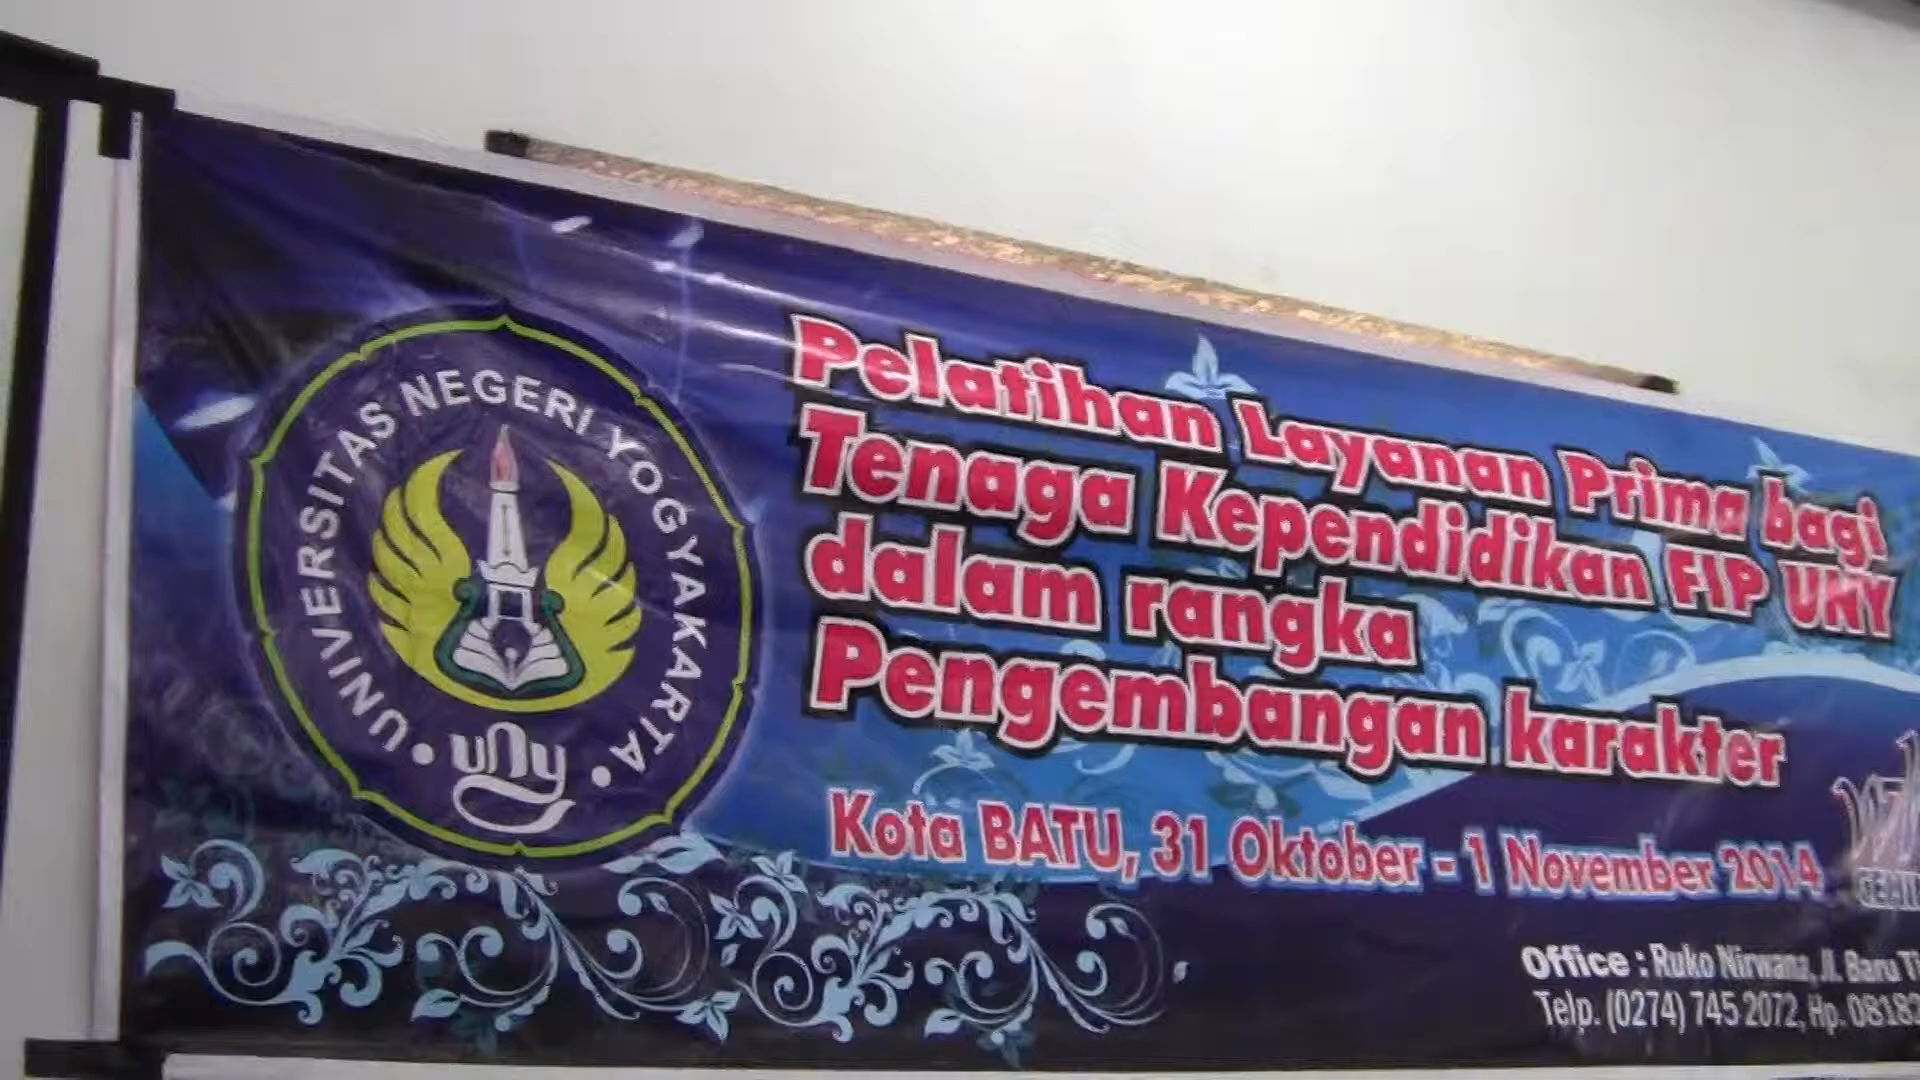 UNIVERSITAS NEGERI YOGYAKARTA
uny
Pelatihan Layanan Prima bagi
Tenaga Kependidikan FIP UNY
dalam rangka
Pengembangan karakter
Kota BATU, 31 Oktober - 1 November 2014
Office : Ruko Nirwana, Jl. Baru
Telp. (0274) 745 2072, Hp. 08182